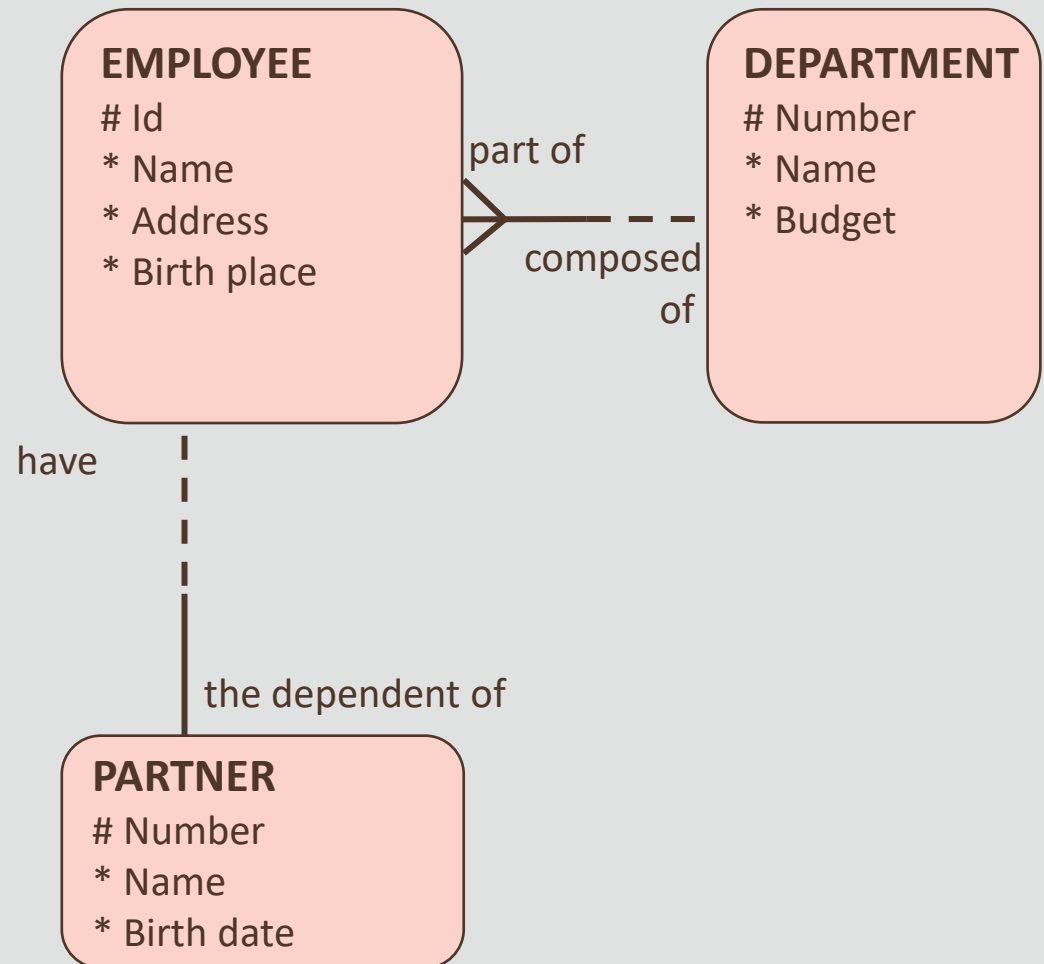 EMPLOYEE
# Id
* Name
* Address
* Birth place
part of
composed
of
DEPARTMENT
# Number
* Name
* Budget
have
the dependent of
PARTNER
# Number
* Name
* Birth date